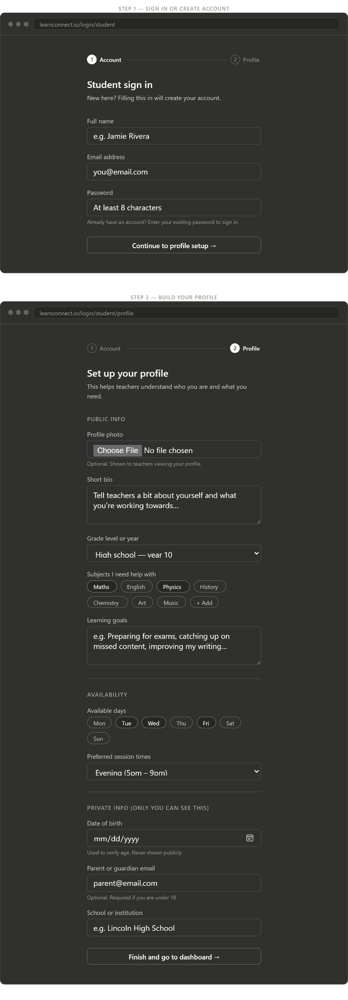 STEP 1 — SIGN IN OR CREATE ACCOUNT
learnconnect.io/login/student
1 Account 2 Profile
Student sign in
New here? Filling this in will create your account.
Full name
e.g. Jamie Rivera
Email address
you@email.com
Password
At least 8 characters
Already have an account? Enter your existing password to sign in.
Continue to profile setup →
STEP 2 — BUILD YOUR PROFILE
learnconnect.io/login/student/profile
1 Account 2 Profile
Set up your profile
This helps teachers understand who you are and what you
need.
PUBLIC INFO
Profile photo
Choose File No file chosen
Optional. Shown to teachers viewing your profile.
Short bio
Tell teachers a bit about yourself and what
you're working towards...
Grade level or year
High school — year 10
Subjects I need help with
Maths English Physics History
Chemistry Art Music + Add
Learning goals
e.g. Preparing for exams, catching up on
missed content, improving my writing...
AVAILABILITY
Available days
Mon Tue Wed Thu Fri Sat
Sun
Preferred session times
Evening (5pm – 9pm)
PRIVATE INFO (ONLY YOU CAN SEE THIS)
Date of birth
mm/dd/yyyy
Used to verify age. Never shown publicly.
Parent or guardian email
parent@email.com
Optional. Required if you are under 18.
School or institution
e.g. Lincoln High School
Finish and go to dashboard →